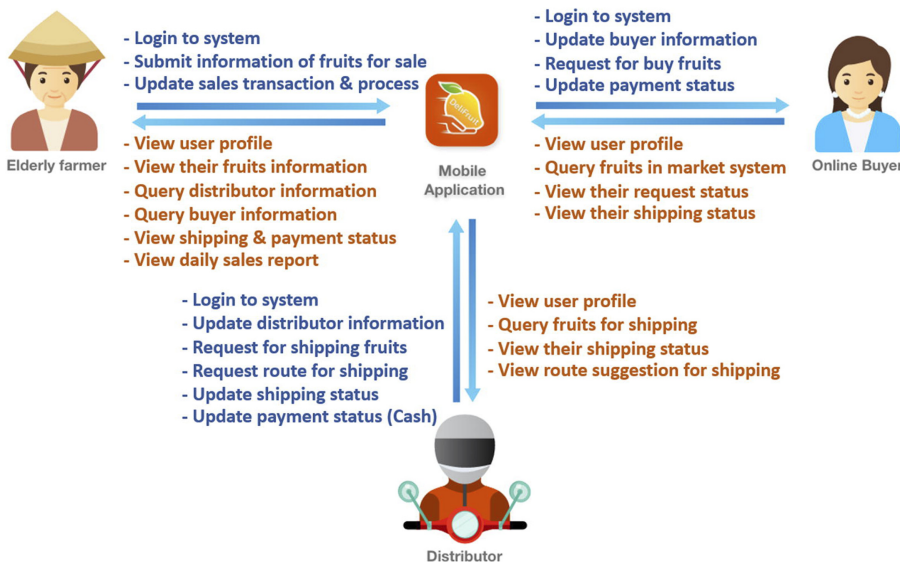 - Login to system
- Submit information of fruits for sale
- Update sales transaction & process
- View user profile
- View their fruits information
- Query distributor information
- Query buyer information
- View shipping & payment status
- View daily sales report
Elderly farmer
DebFruit
Mobile
Application
- Login to system
- Update buyer information
- Request for buy fruits
- Update payment status
- View user profile
- Query fruits in market system
- View their request status
- View their shipping status
Online Buyer
- Login to system
- Update distributor information
- Request for shipping fruits
- Request route for shipping
- Update shipping status
- Update payment status (Cash)
- View user profile
- Query fruits for shipping
- View their shipping status
- View route suggestion for shipping
Distributor